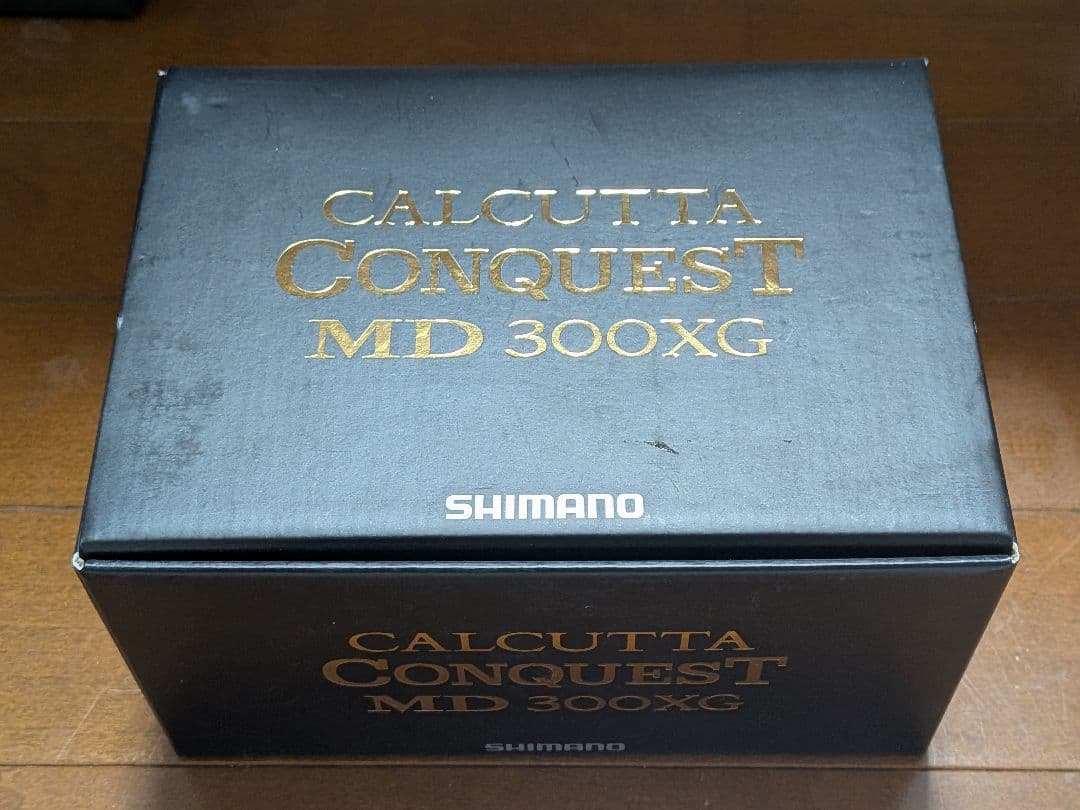 CALCUTTA
CONQUEST
MD 300XG
SHIMANO
CALCUTTA
CONQUEST
MD 300XG
SHIMANO